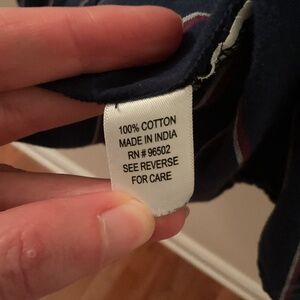 100% COTTON
MADE IN INDIA
RN # 96502
SEE REVERSE
FOR CARE